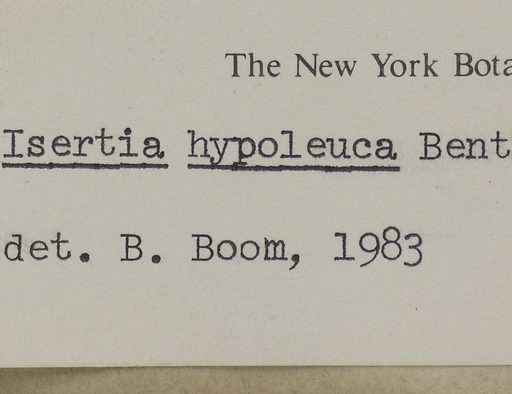 The New York Bota
Isertia hypoleuca Bent
det. B. Boom, 1983